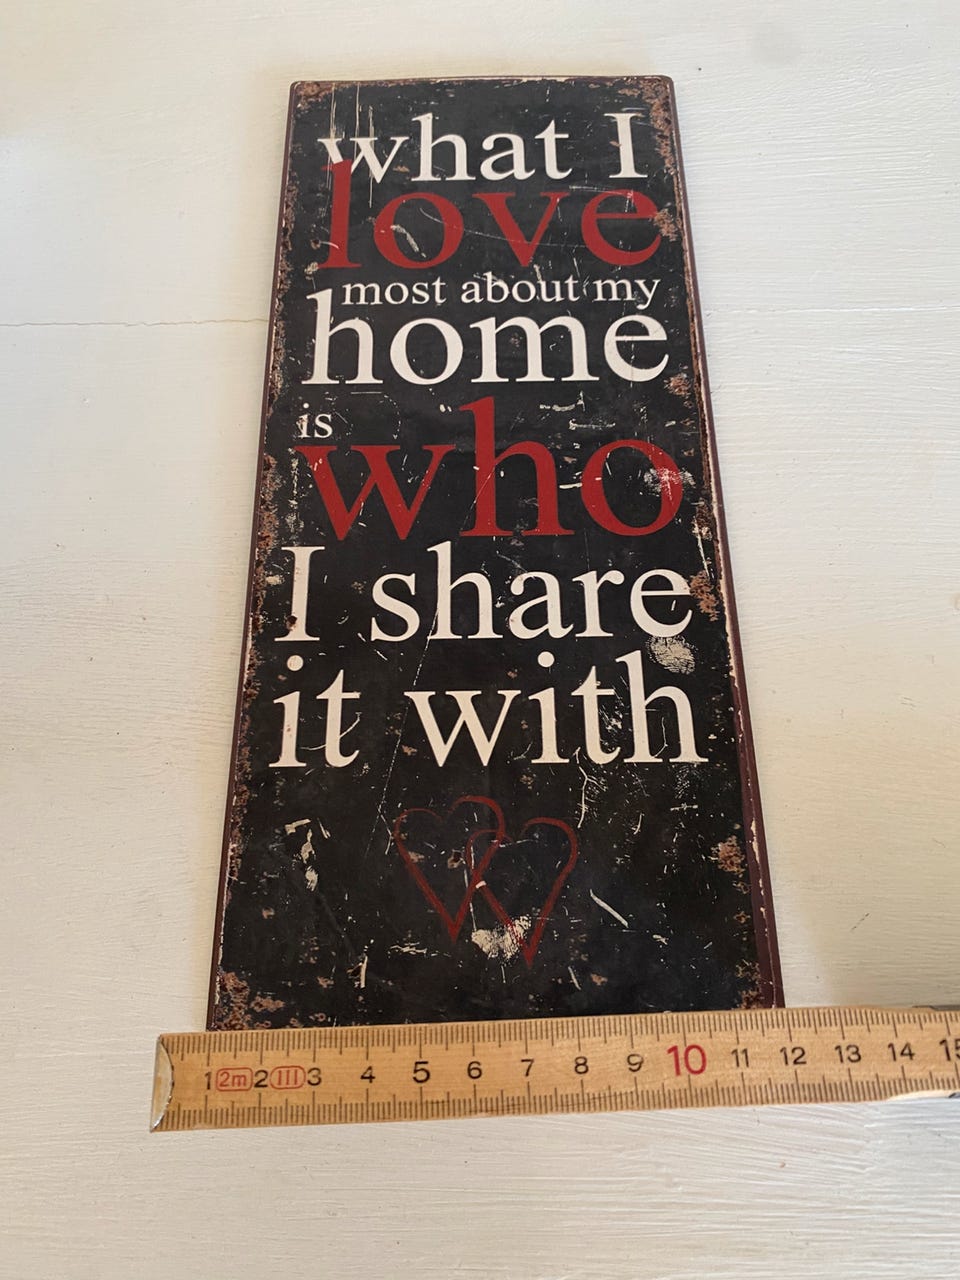 what I
love
most about my
home
is
who
I share
it with
1 2m 2 III 3 4 5 6 7 8 9 10 11 12 13 14 15